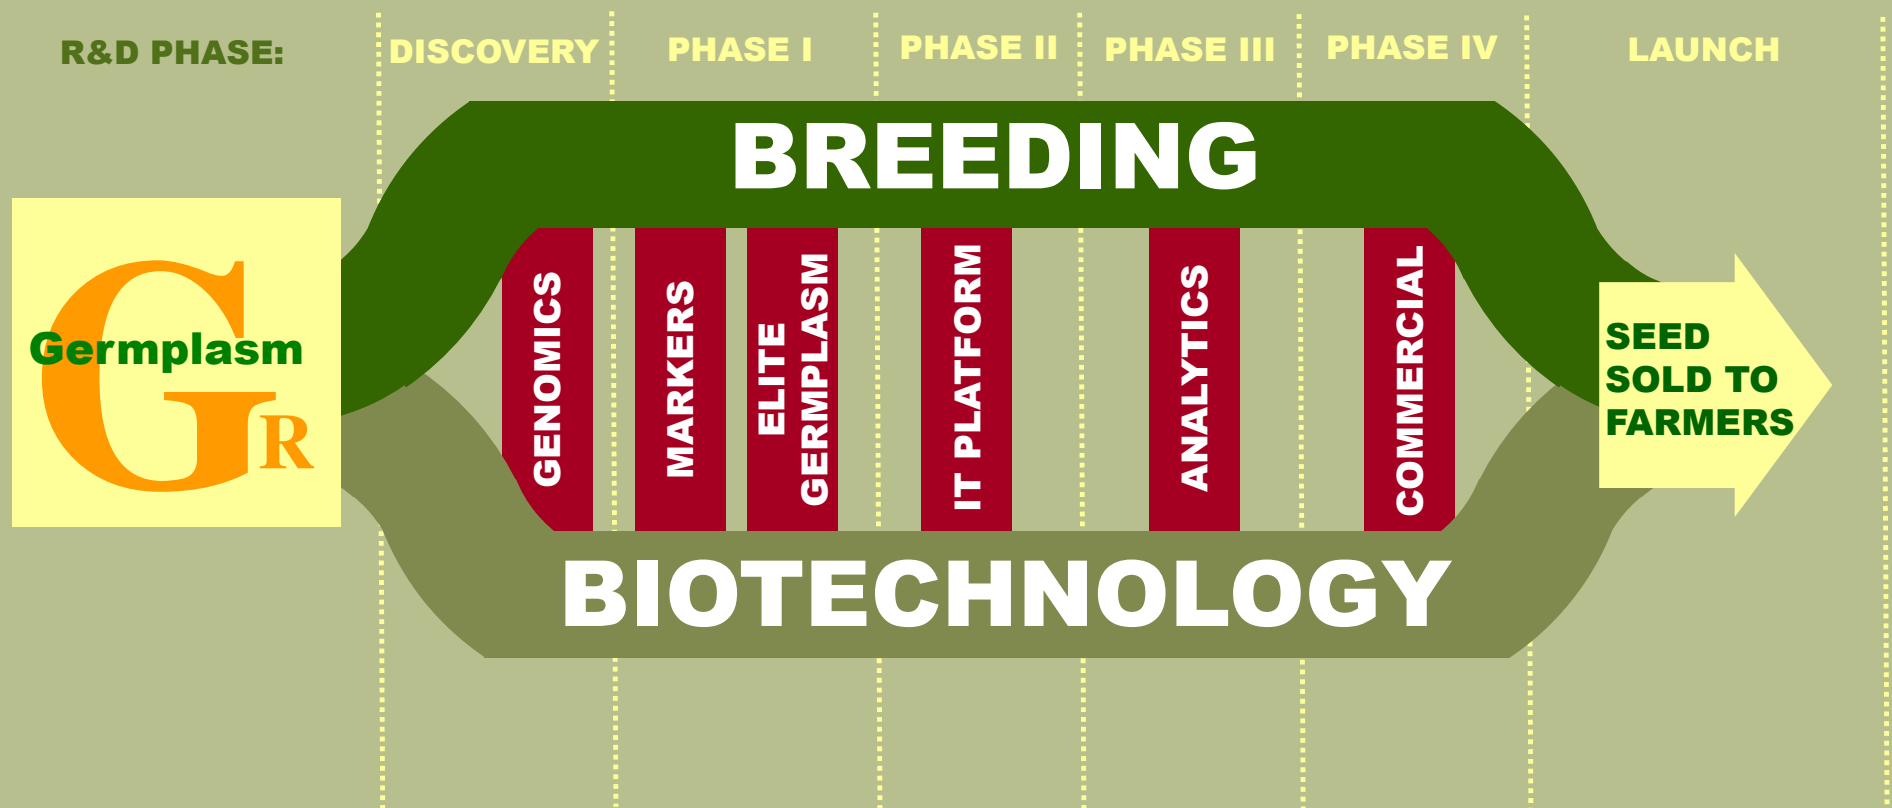 R&D PHASE:
DISCOVERY
PHASE I
PHASE II
PHASE III
PHASE IV
LAUNCH
BREEDING
G
R
Germplasm
GENOMICS
MARKERS
ELITE
GERMPLASM
IT PLATFORM
ANALYTICS
COMMERCIAL
SEED
SOLD TO
FARMERS
BIOTECHNOLOGY